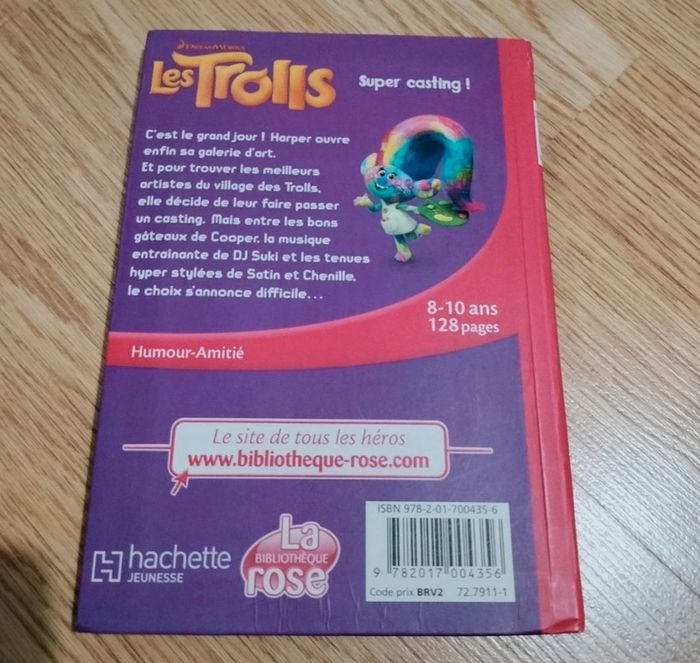 DREAMWORKS
Les Trolls
Super casting !
C'est le grand jour ! Harper ouvre
enfin sa galerie d'art.
Et pour trouver les meilleurs
artistes du village des Trolls,
elle décide de leur faire passer
un casting. Mais entre les bons
gâteaux de Cooper, la musique
entraînante de DJ Suki et les tenues
hyper stylées de Satin et Chenille,
le choix s'annonce difficile...
8-10 ans
128 pages
Humour-Amitié
Le site de tous les héros
www.bibliotheque-rose.com
ISBN 978-2-01-700435-6
9 782017 004356
Code prix BRV2 72.7911-1
hachette
JEUNESSE
La
BIBLIOTHÈQUE
rose